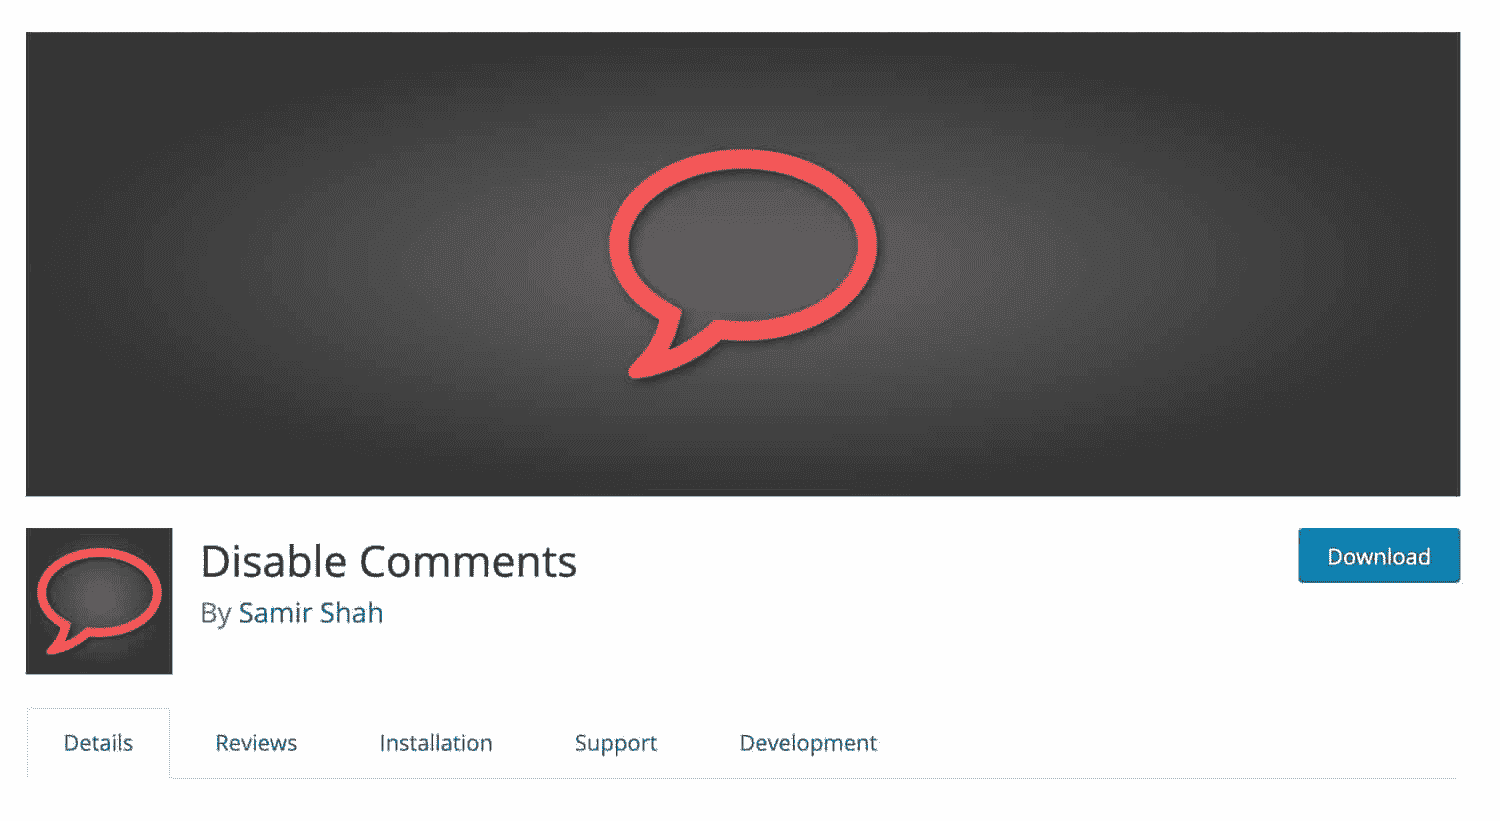 Disable Comments
By Samir Shah
Download
Details Reviews Installation Support Development